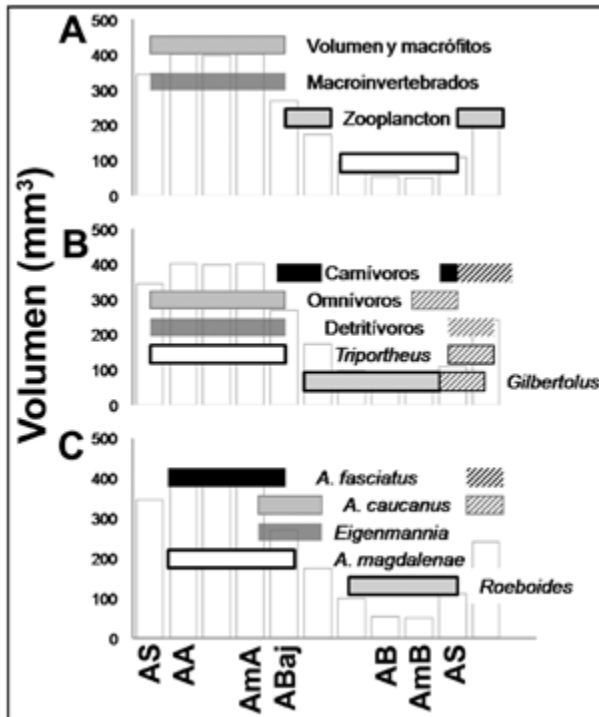 Volumen (mm³)
A
500
400
300
200
100
0
Volumen y macrófitos
Macroinvertebrados
Zooplancton
B
500
400
300
200
100
0
Carnívoros
Omnívoros
Detritívoros
Triportheus
Gilbertolus
C
500
400
300
200
100
0
A. fasciatus
A. caucanus
Eigenmannia
A. magdalenae
Roeboides
AS AA AmA ABaj AB AmB AS